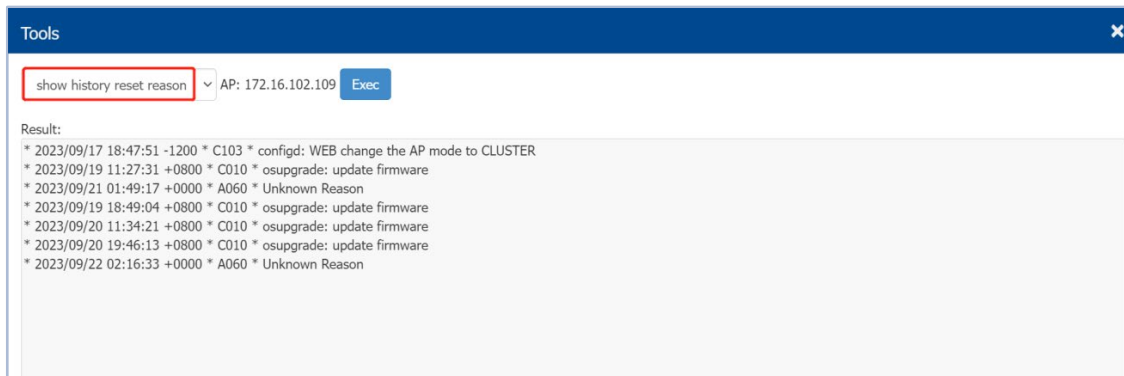 Tools
show history reset reason AP: 172.16.102.109 Exec
Result:
* 2023/09/17 18:47:51 -1200 * C103 * configd: WEB change the AP mode to CLUSTER
* 2023/09/19 11:27:31 +0800 * C010 * osupgrade: update firmware
* 2023/09/21 01:49:17 +0000 * A060 * Unknown Reason
* 2023/09/19 18:49:04 +0800 * C010 * osupgrade: update firmware
* 2023/09/20 11:34:21 +0800 * C010 * osupgrade: update firmware
* 2023/09/20 19:46:13 +0800 * C010 * osupgrade: update firmware
* 2023/09/22 02:16:33 +0000 * A060 * Unknown Reason